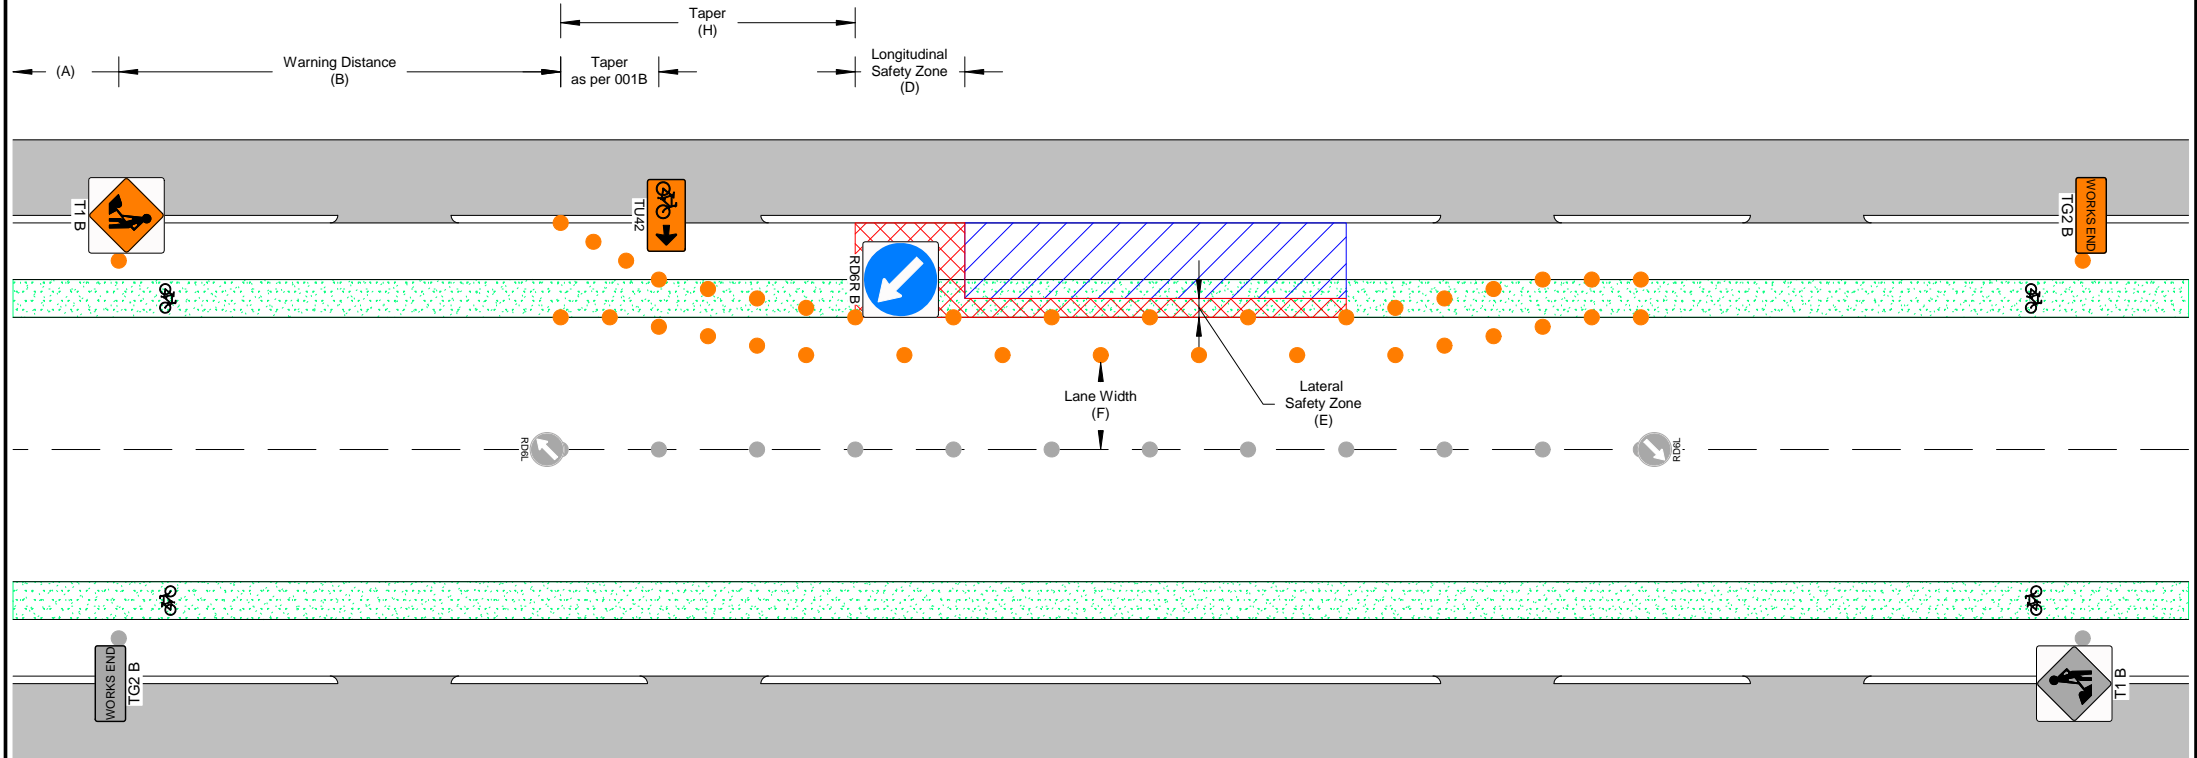 Taper
(H)
(A)
Warning Distance
(B)
Taper
as per 001B
Longitudinal
Safety Zone
(D)
T1 B
TU42
RD6R B
WORKS END
TG2 B
Lane Width
(F)
Lateral
Safety Zone
(E)
RD6L
RD6L
WORKS END
TG2 B
T1 B